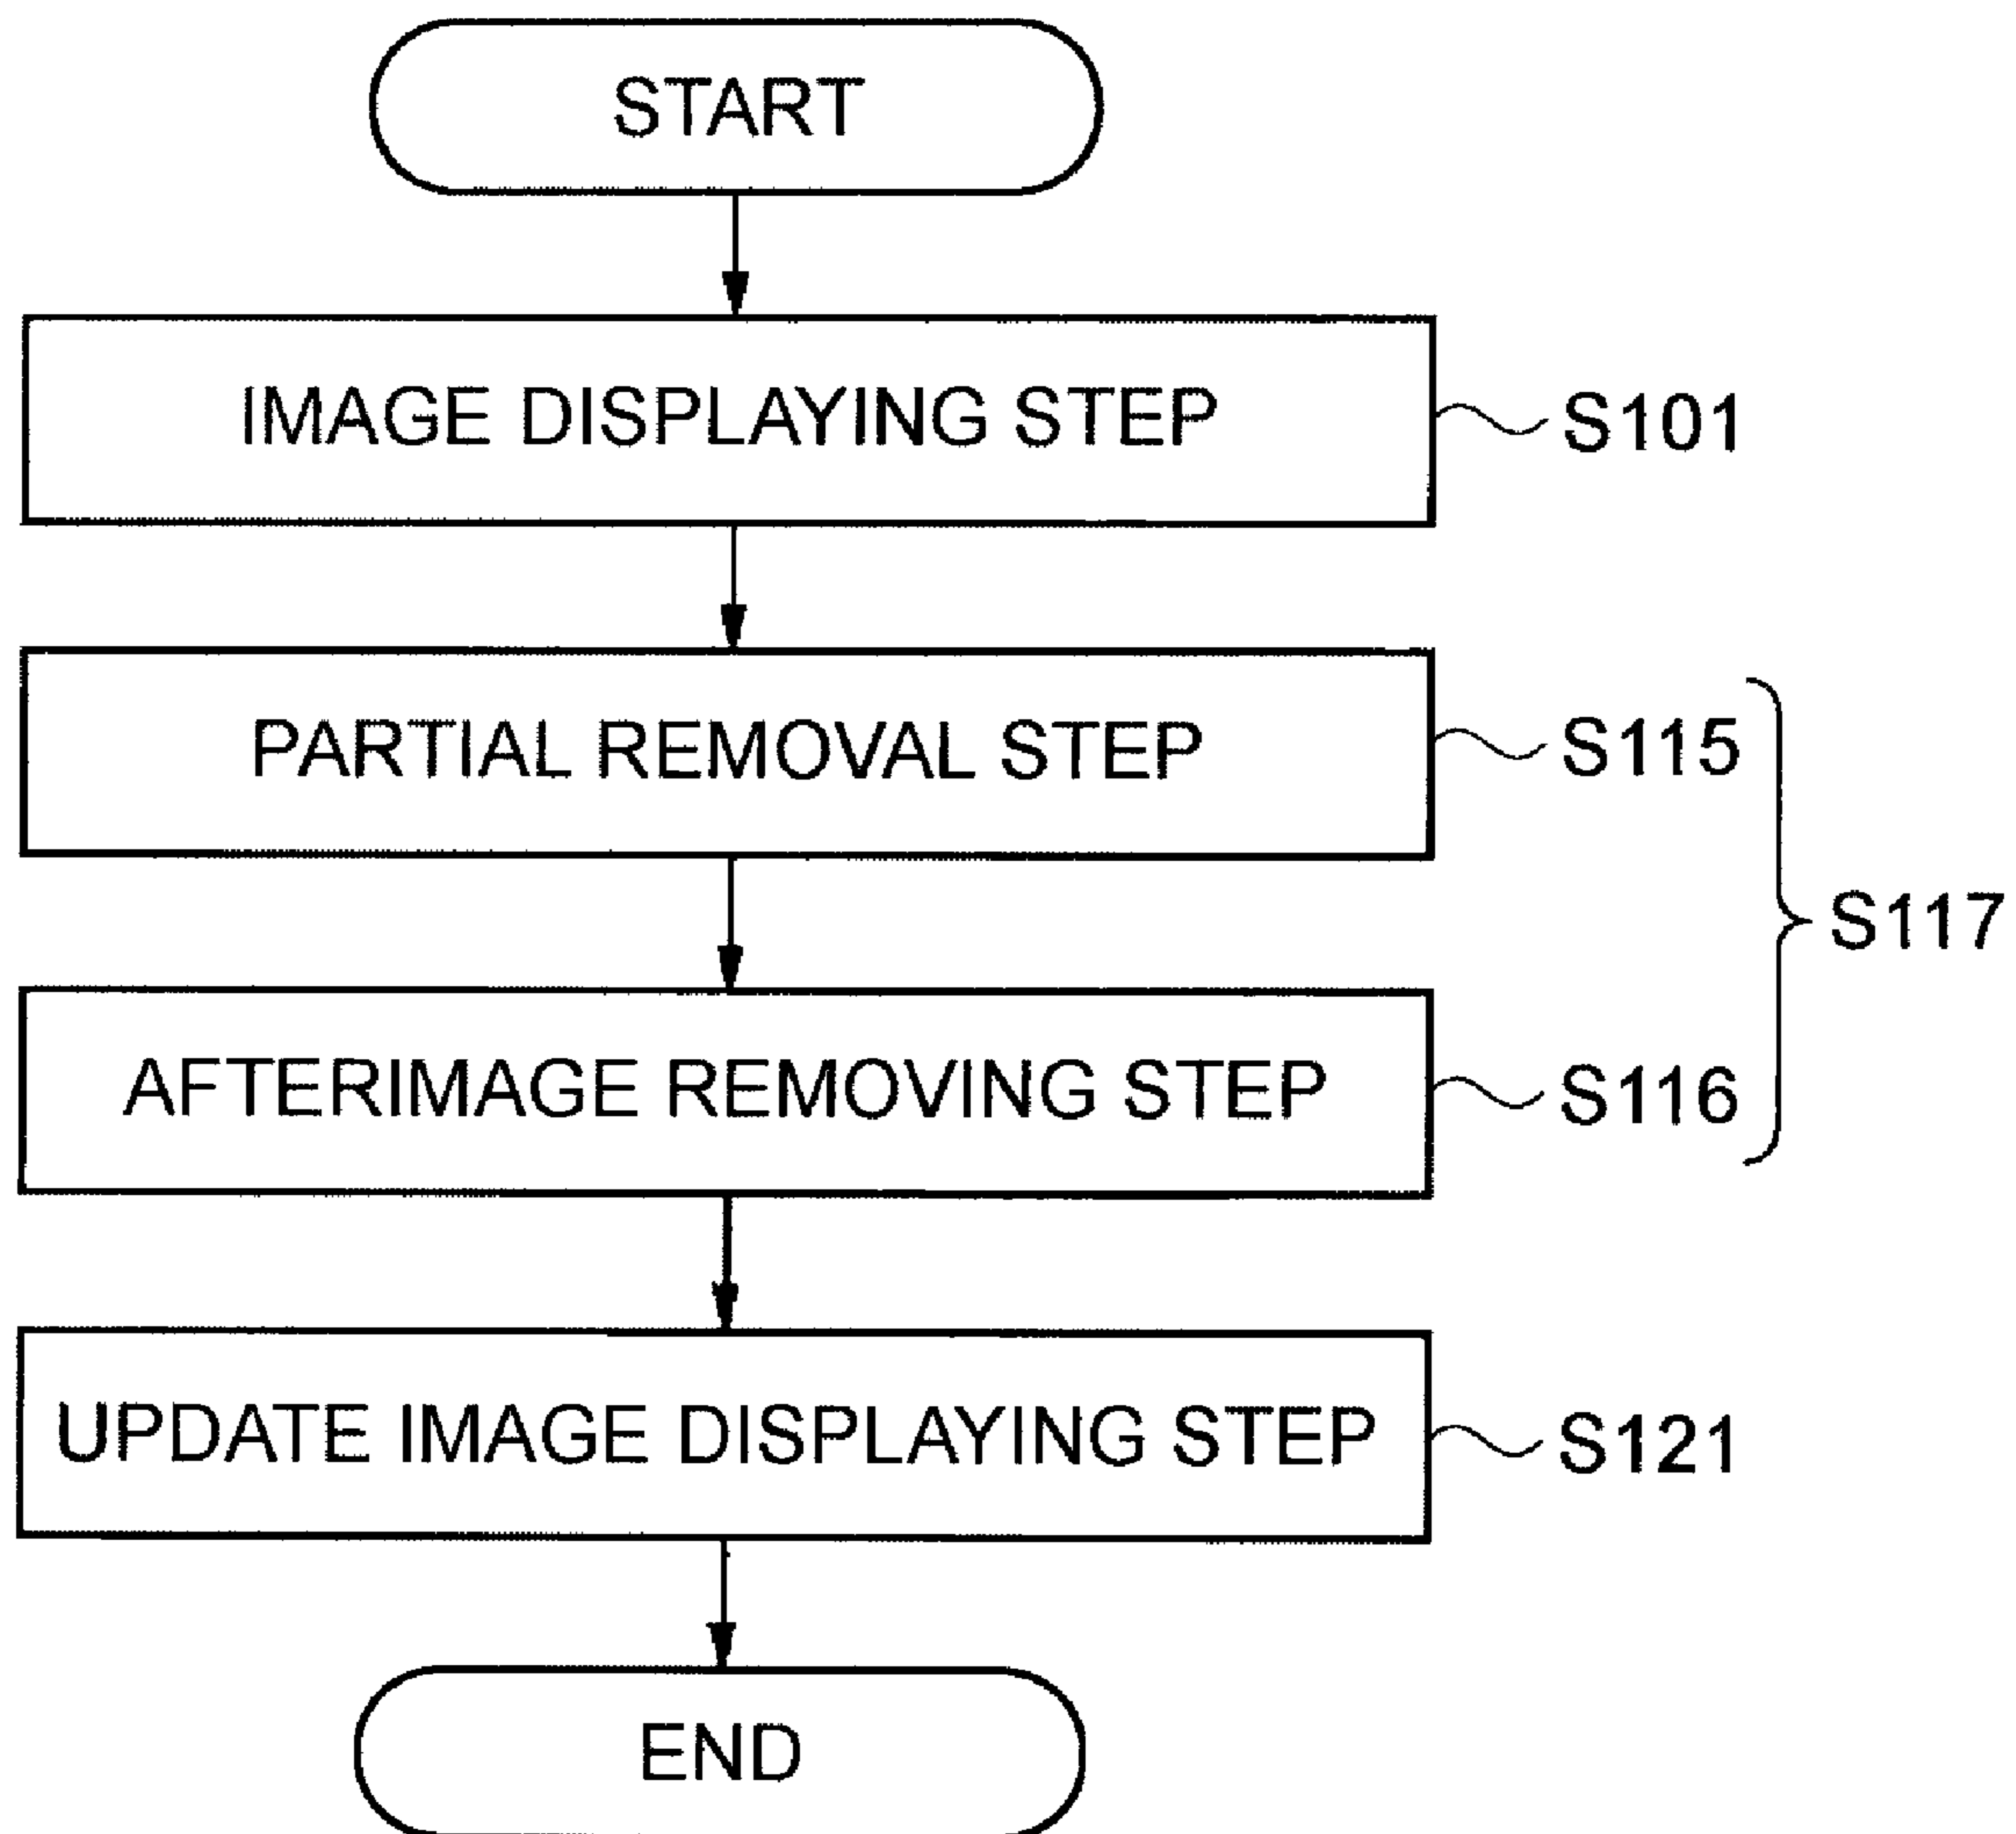 START
IMAGE DISPLAYING STEP
S101
PARTIAL REMOVAL STEP
S115
S117
AFTERIMAGE REMOVING STEP
S116
UPDATE IMAGE DISPLAYING STEP
S121
END